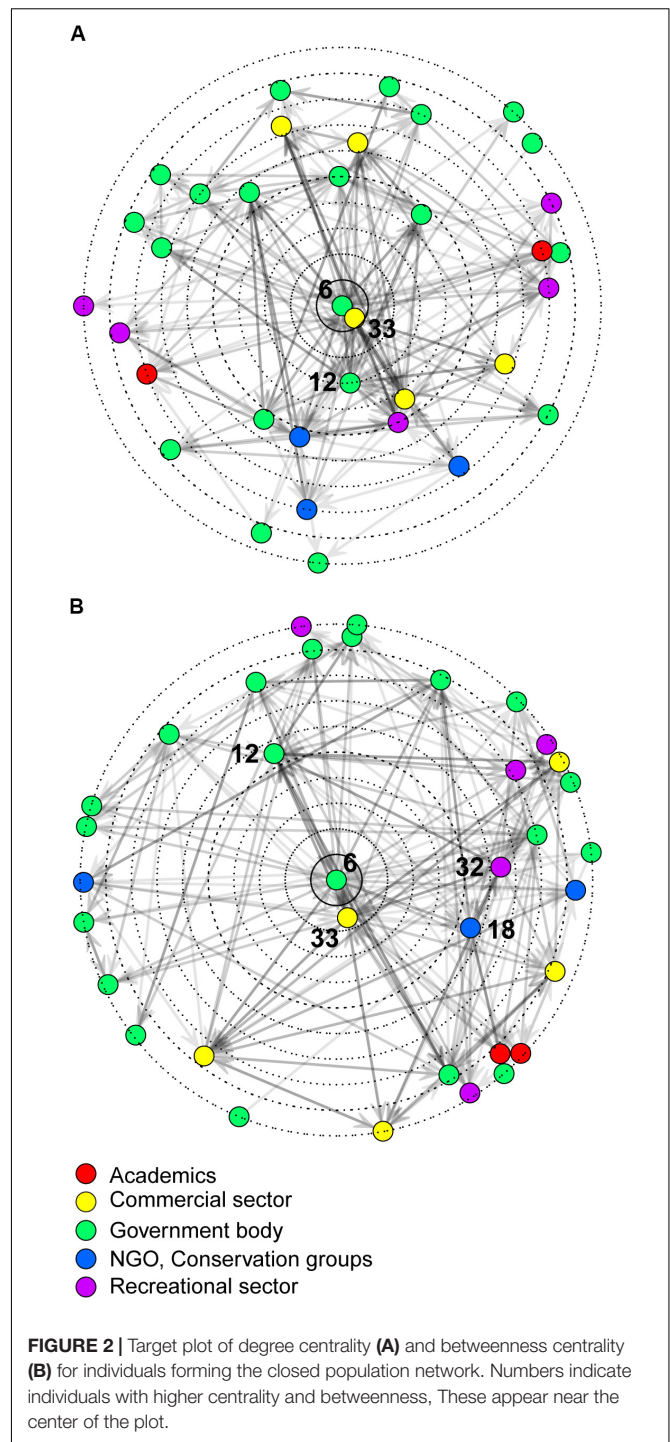 A
6
33
12
B
12
6
32
33
18
Academics
Commercial sector
Government body
NGO, Conservation groups
Recreational sector
FIGURE 2 | Target plot of degree centrality (A) and betweenness centrality
(B) for individuals forming the closed population network. Numbers indicate
individuals with higher centrality and betweenness, These appear near the
center of the plot.